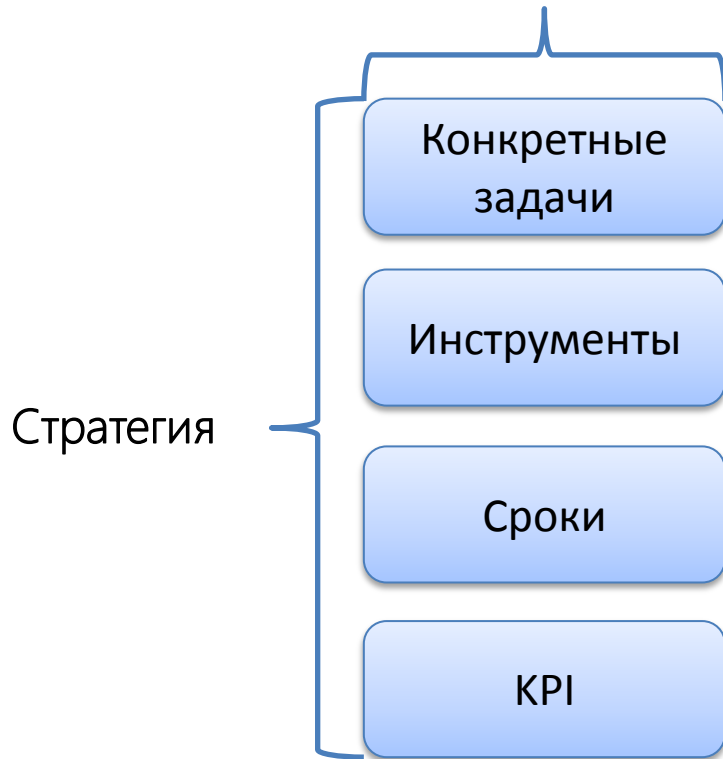 Конкретные
задачи
Инструменты
Стратегия
Сроки
KPI